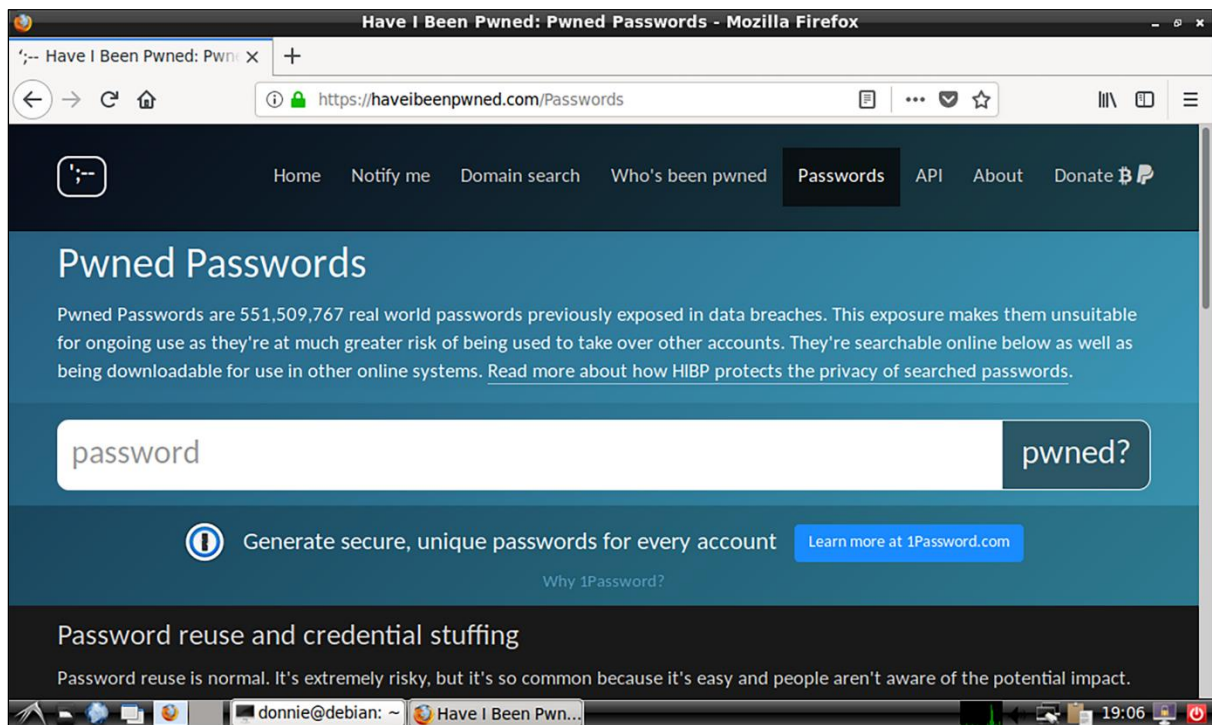 Have I Been Pwned: Pwned Passwords - Mozilla Firefox
';-- Have I Been Pwned: Pwn
https://haveibeenpwned.com/Passwords
';--
Home Notify me Domain search Who's been pwned Passwords API About Donate
Pwned Passwords
Pwned Passwords are 551,509,767 real world passwords previously exposed in data breaches. This exposure makes them unsuitable
for ongoing use as they're at much greater risk of being used to take over other accounts. They're searchable online below as well as
being downloadable for use in other online systems. Read more about how HIBP protects the privacy of searched passwords.
password
pwned?
Generate secure, unique passwords for every account
Learn more at 1Password.com
Why 1Password?
Password reuse and credential stuffing
Password reuse is normal. It's extremely risky, but it's so common because it's easy and people aren't aware of the potential impact.
donnie@debian: ~
Have I Been Pwn...
19:06